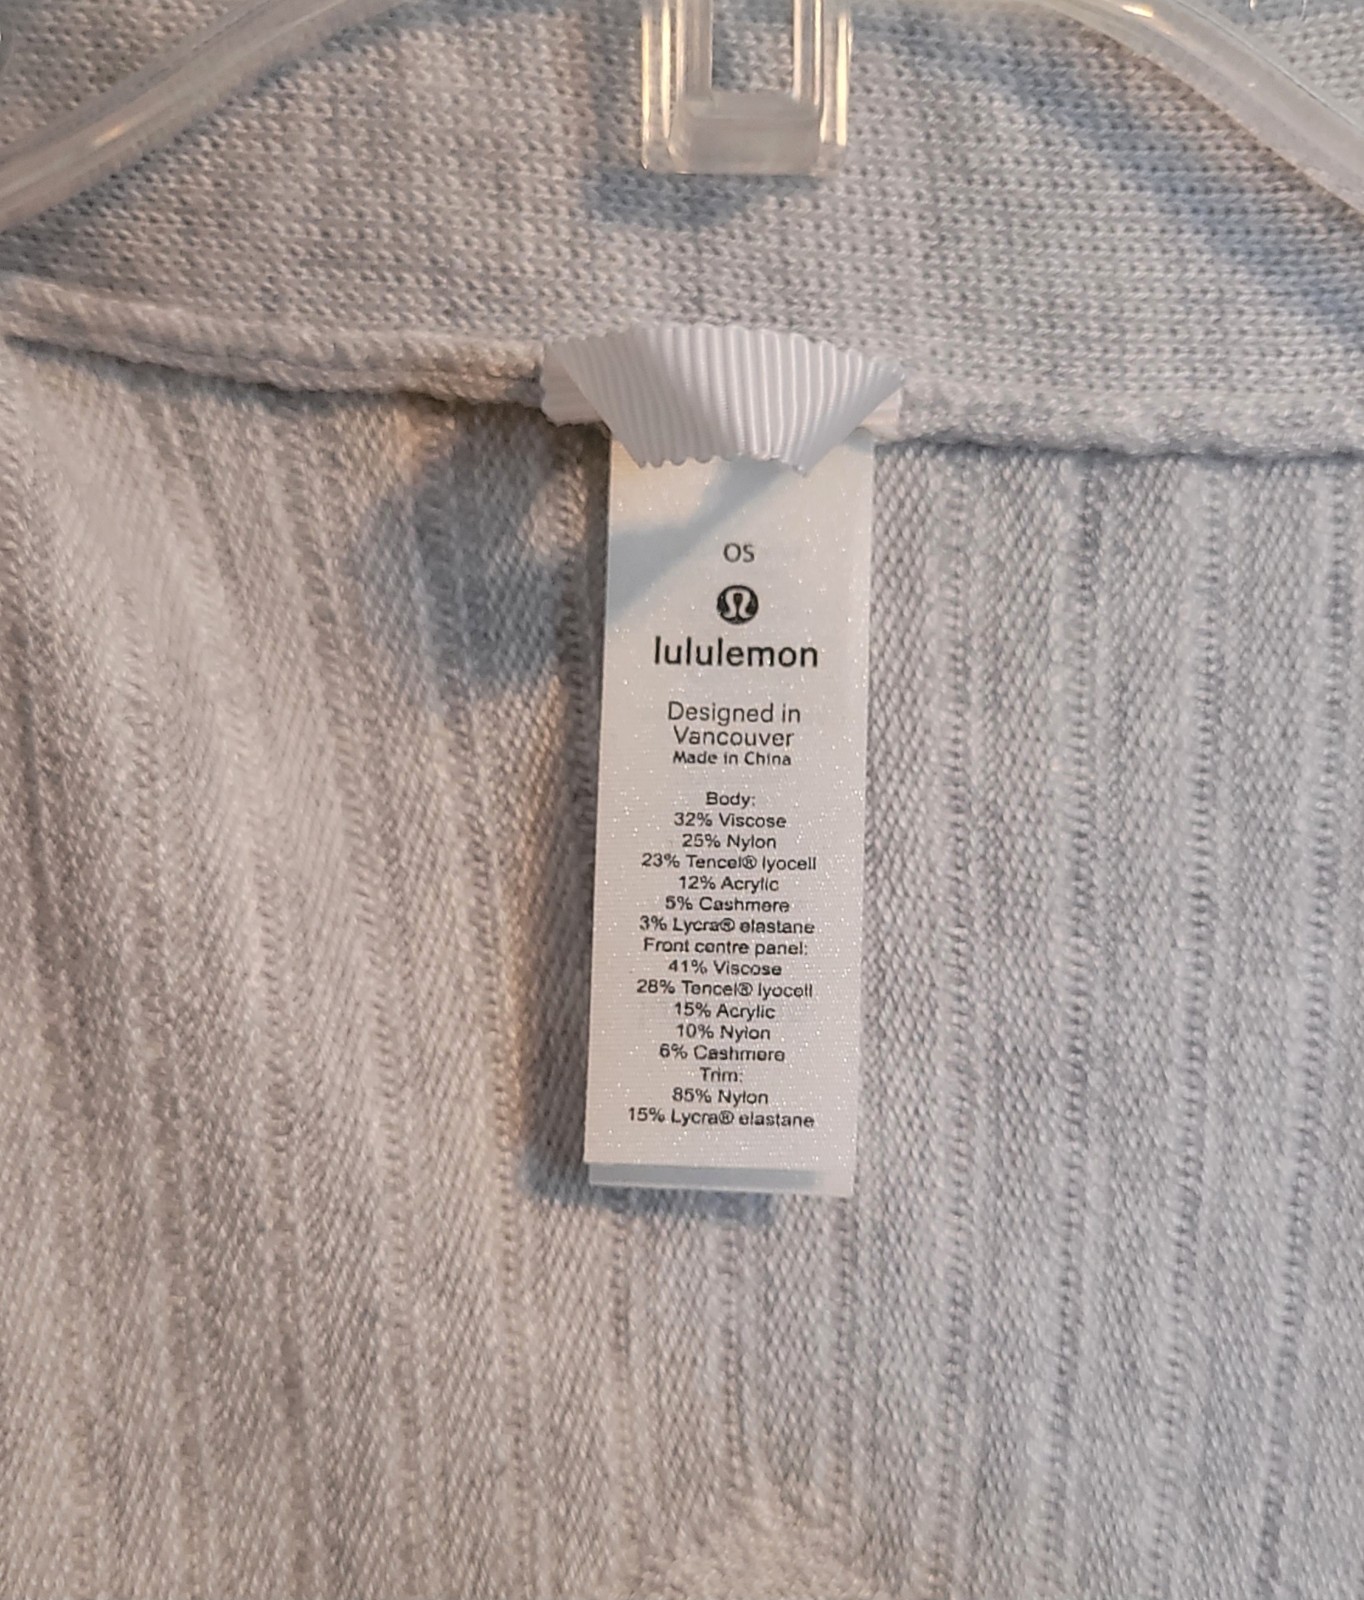 OS
lululemon
Designed in
Vancouver
Made in China
Body:
32% Viscose
25% Nylon
23% Tencel® lyocell
12% Acrylic
5% Cashmere
3% Lycra® elastane
Front centre panel:
41% Viscose
28% Tencel® lyocell
15% Acrylic
10% Nylon
6% Cashmere
Trim:
85% Nylon
15% Lycra® elastane